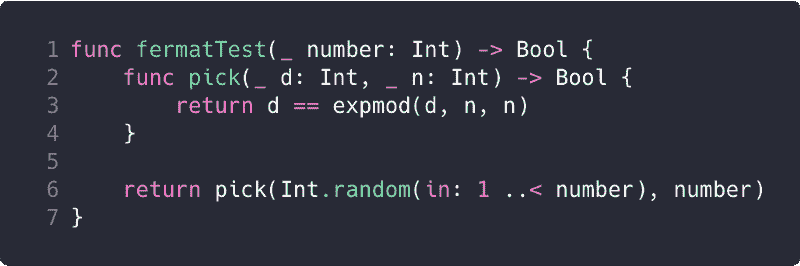 1 func fermatTest(_ number: Int) -> Bool {
2     func pick(_ d: Int, _ n: Int) -> Bool {
3         return d == expmod(d, n, n)
4     }
5
6     return pick(Int.random(in: 1 ..< number), number)
7 }